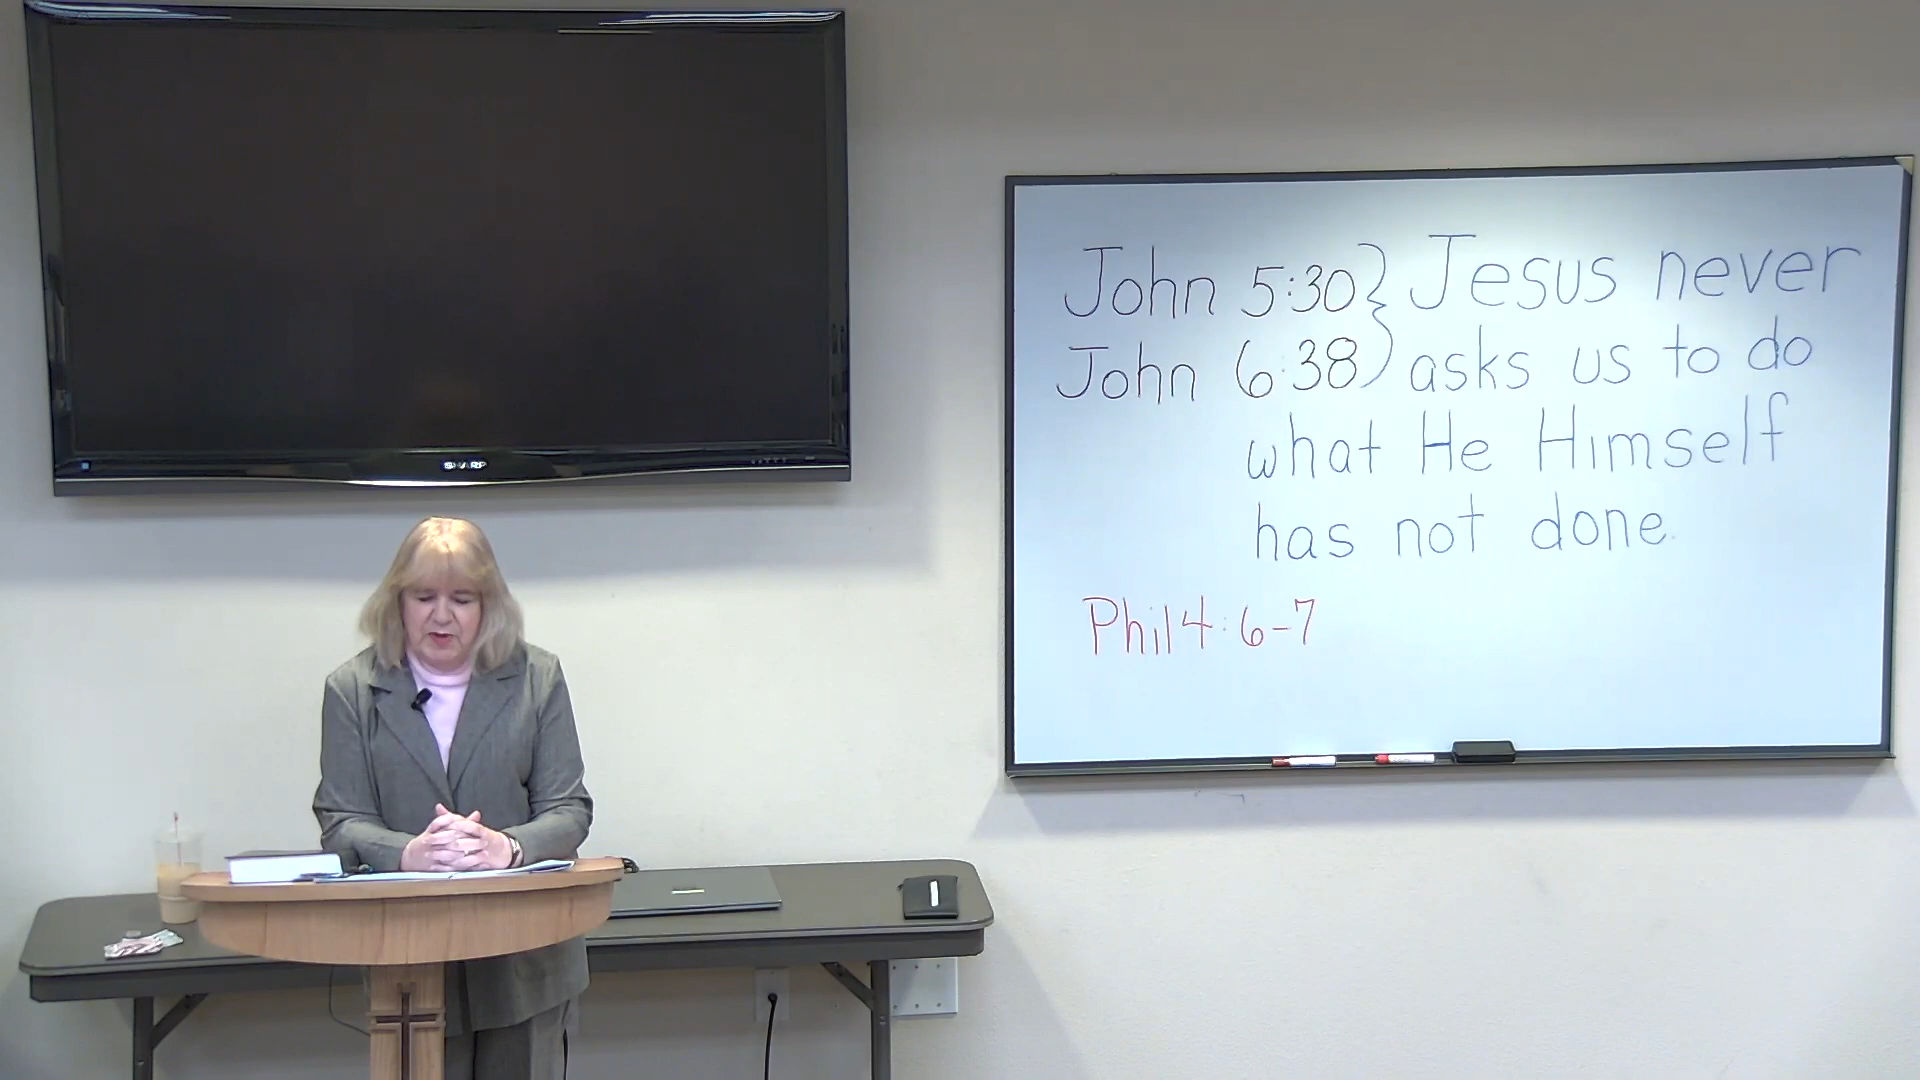 SHARP
John 5:30 } Jesus never
John 6:38 } asks us to do
what He Himself
has not done.
Phil 4:6-7